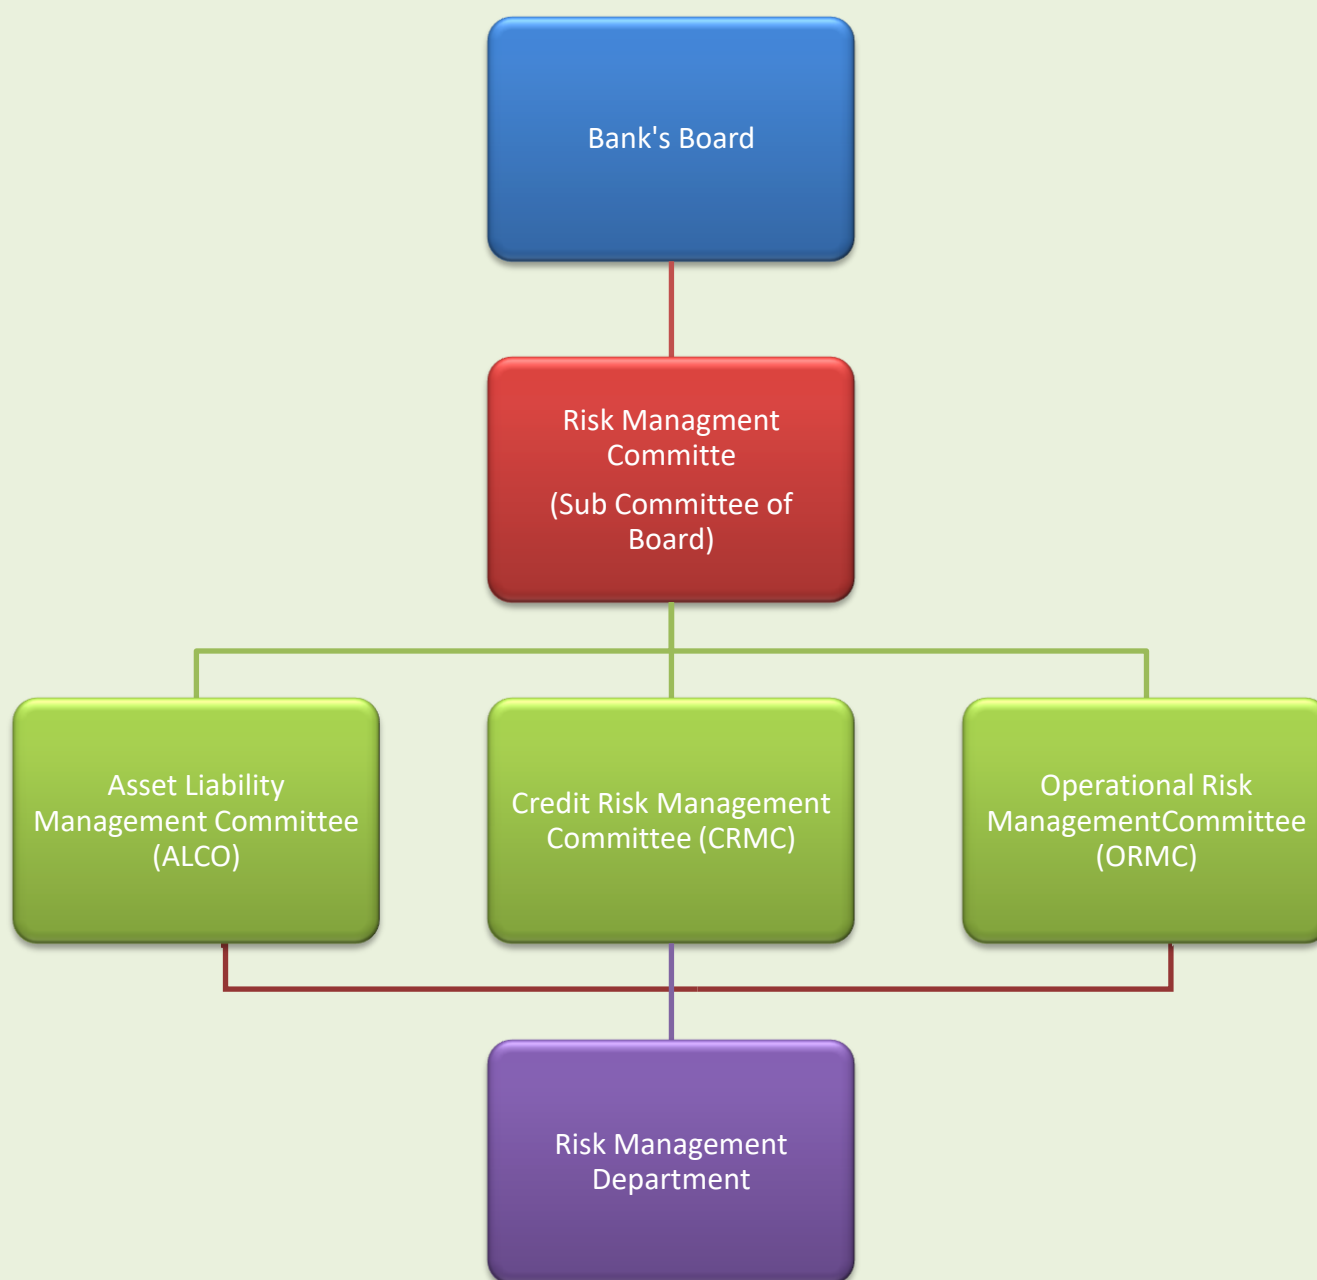 Bank's Board
Risk Managment
Committe
(Sub Committee of
Board)
Asset Liability
Management Committee
(ALCO)
Credit Risk Management
Committee (CRMC)
Operational Risk
ManagementCommittee
(ORMC)
Risk Management
Department